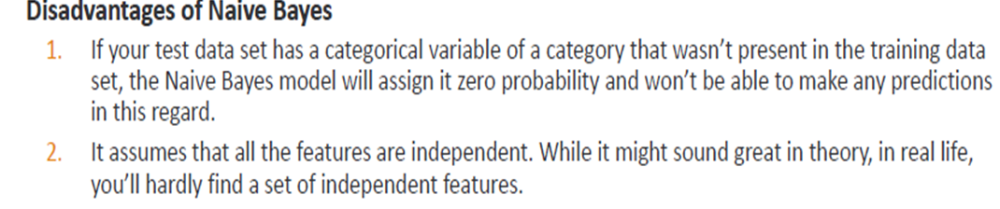 Disadvantages of Naive Bayes
1. If your test data set has a categorical variable of a category that wasn’t present in the training data
set, the Naive Bayes model will assign it zero probability and won’t be able to make any predictions
in this regard.
2. It assumes that all the features are independent. While it might sound great in theory, in real life,
you’ll hardly find a set of independent features.